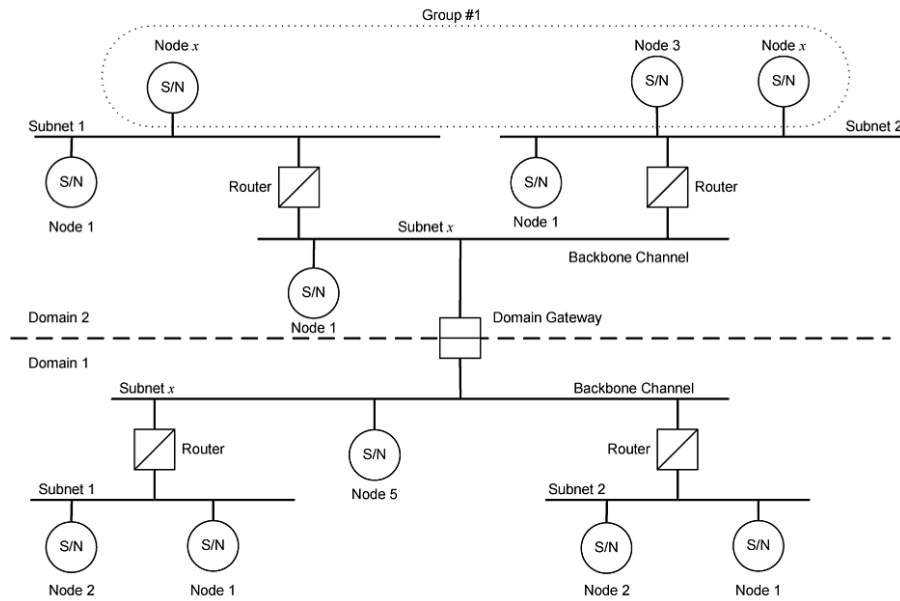 Group #1
Node x
Node 3
Node x
S/N
S/N
S/N
Subnet 1
Subnet 2
S/N
Router
S/N
Router
Node 1
Node 1
Subnet x
Backbone Channel
S/N
Node 1
Domain 2
Domain Gateway
Domain 1
Subnet x
Backbone Channel
Router
S/N
Router
Node 5
Subnet 1
Subnet 2
S/N
S/N
S/N
S/N
Node 2
Node 1
Node 2
Node 1